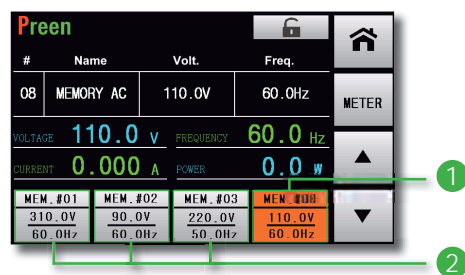 Preen
# Name Volt. Freq.
08 MEMORY AC 110.0V 60.0Hz
METER
VOLTAGE 110.0 V FREQUENCY 60.0 Hz
CURRENT 0.000 A POWER 0.0 W
MEM.#01 MEM.#02 MEM.#03 MEM.#08
310.0V 90.0V 220.0V 110.0V
60.0Hz 60.0Hz 50.0Hz 60.0Hz
1
2